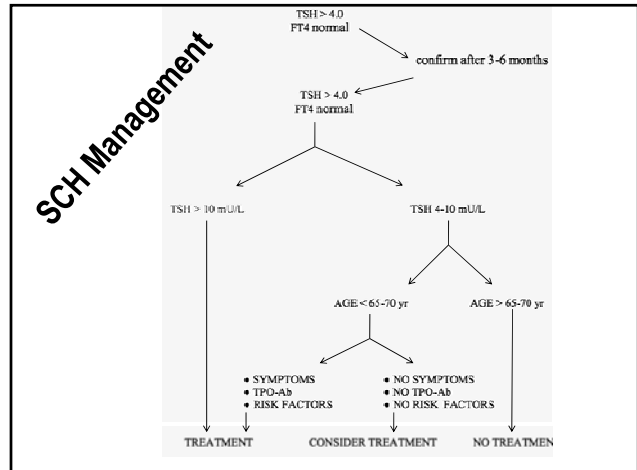 SCH Management
TSH > 4.0
FT4 normal
confirm after 3-6 months
TSH > 4.0
FT4 normal
TSH > 10 mU/L
TSH 4-10 mU/L
AGE < 65-70 yr
AGE > 65-70 yr
• SYMPTOMS
• TPO-Ab
• RISK FACTORS
• NO SYMPTOMS
• NO TPO-Ab
• NO RISK FACTORS
TREATMENT
CONSIDER TREATMENT
NO TREATMEN